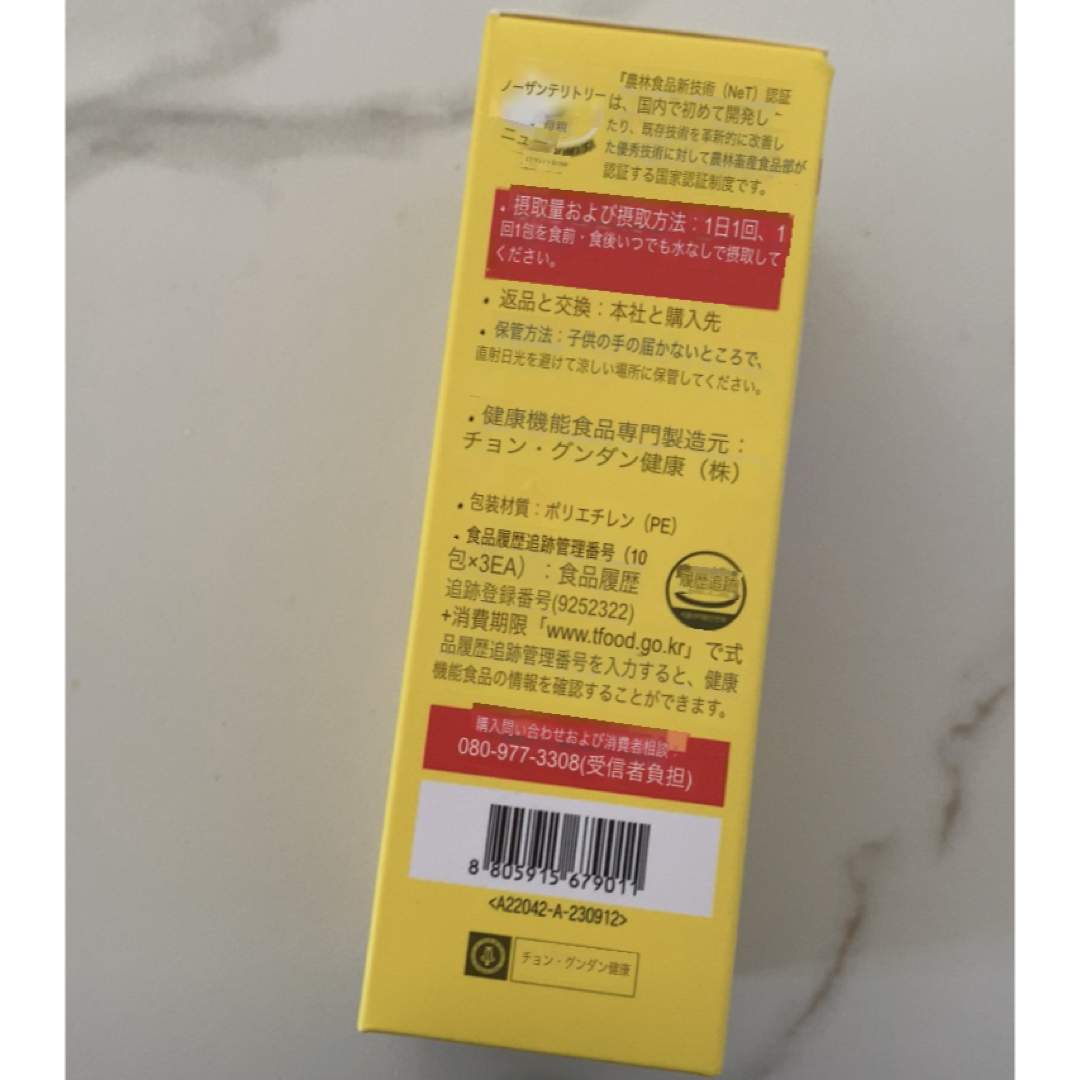 ノーザンテリトリー
ニュー
「農林食品新技術（NeT）認証
は、国内で初めて開発し
たり、既存技術を革新的に改善し
た優秀技術に対して農林畜産食品部が
認証する国家認証制度です。
・摂取量および摂取方法：1日1回、1
回1包を食前・食後いつでも水なしで摂取して
ください。
・返品と交換：本社と購入先
・保管方法：子供の手の届かないところで、
直射日光を避けて涼しい場所に保管してください。
・健康機能食品専門製造元：
チョン・グンダン健康（株）
・包装材質：ポリエチレン（PE）
・食品履歴追跡管理番号（10
包×3EA）：食品履歴
追跡登録番号(9252322)
+消費期限「www.tfood.go.kr」で式
品履歴追跡管理番号を入力すると、健康
機能食品の情報を確認することができます。
履歴追跡
購入問い合わせおよび消費者相談：
080-977-3308(受信者負担)
8 805915 679011
<A22042-A-230912>
チョン・グンダン健康